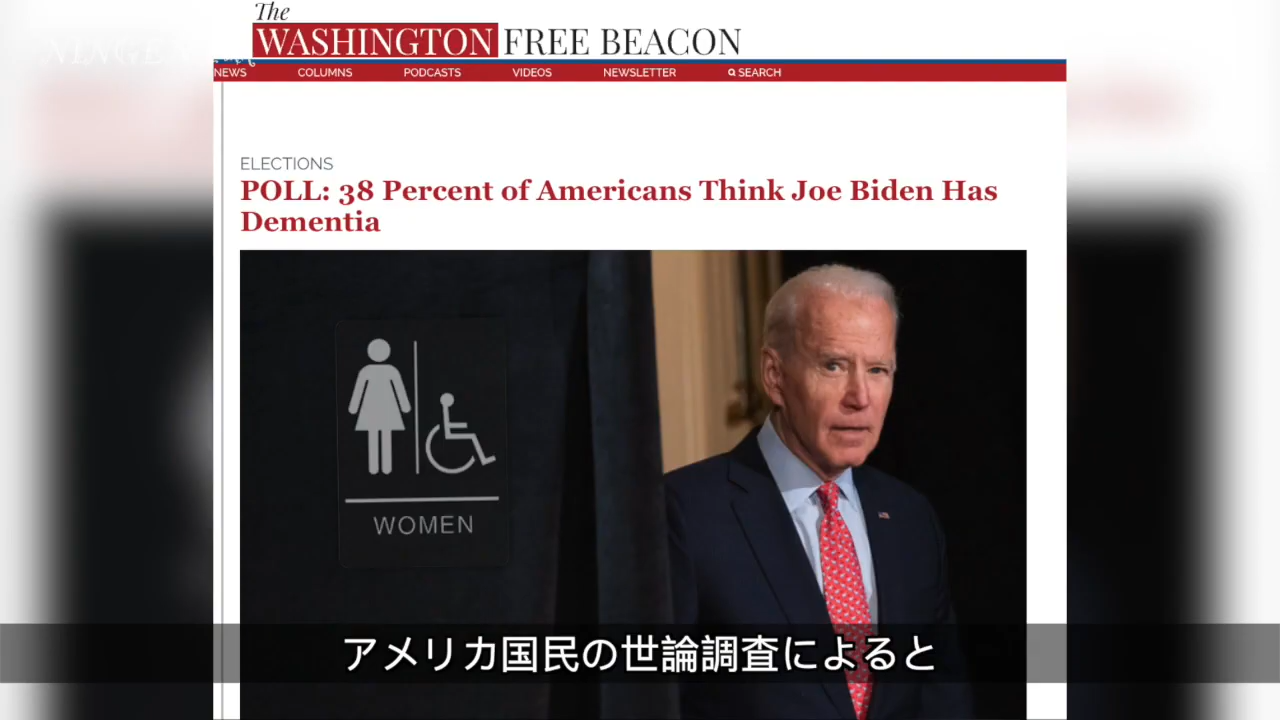 The
WASHINGTON FREE BEACON
NEWS COLUMNS PODCASTS VIDEOS NEWSLETTER SEARCH
ELECTIONS
POLL: 38 Percent of Americans Think Joe Biden Has
Dementia
WOMEN
アメリカ国民の世論調査によると